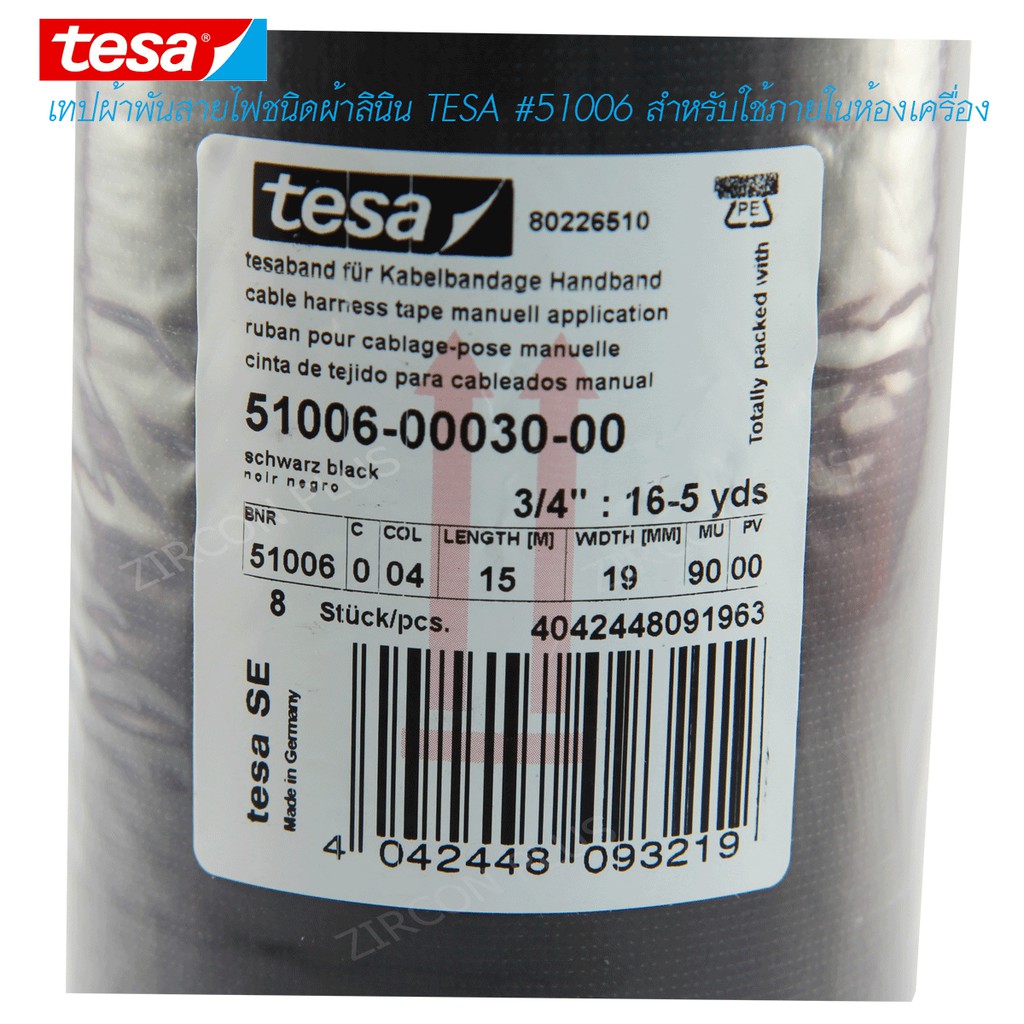 tesa®
เทปผ้าพันสายไฟชนิดผ้าลินิน TESA #51006 สำหรับใช้ภายในห้องเครื่อง
tesa
80226510
PE
Totally packed with
tesaband für Kabelbandage Handband
cable harness tape manuell application
ruban pour cablage-pose manuelle
cinta de tejido para cableados manual
51006-00030-00
schwarz black
noir negro
3/4" : 16-5 yds
BNR C COL LENGTH [M] WIDTH [MM] MU PV
51006 0 04 15 19 90 00
8 Stück/pcs. 4042448091963
tesa SE
Made in Germany
4 042448 093219
ZIRCON PLUS
ZIRCON PLUS